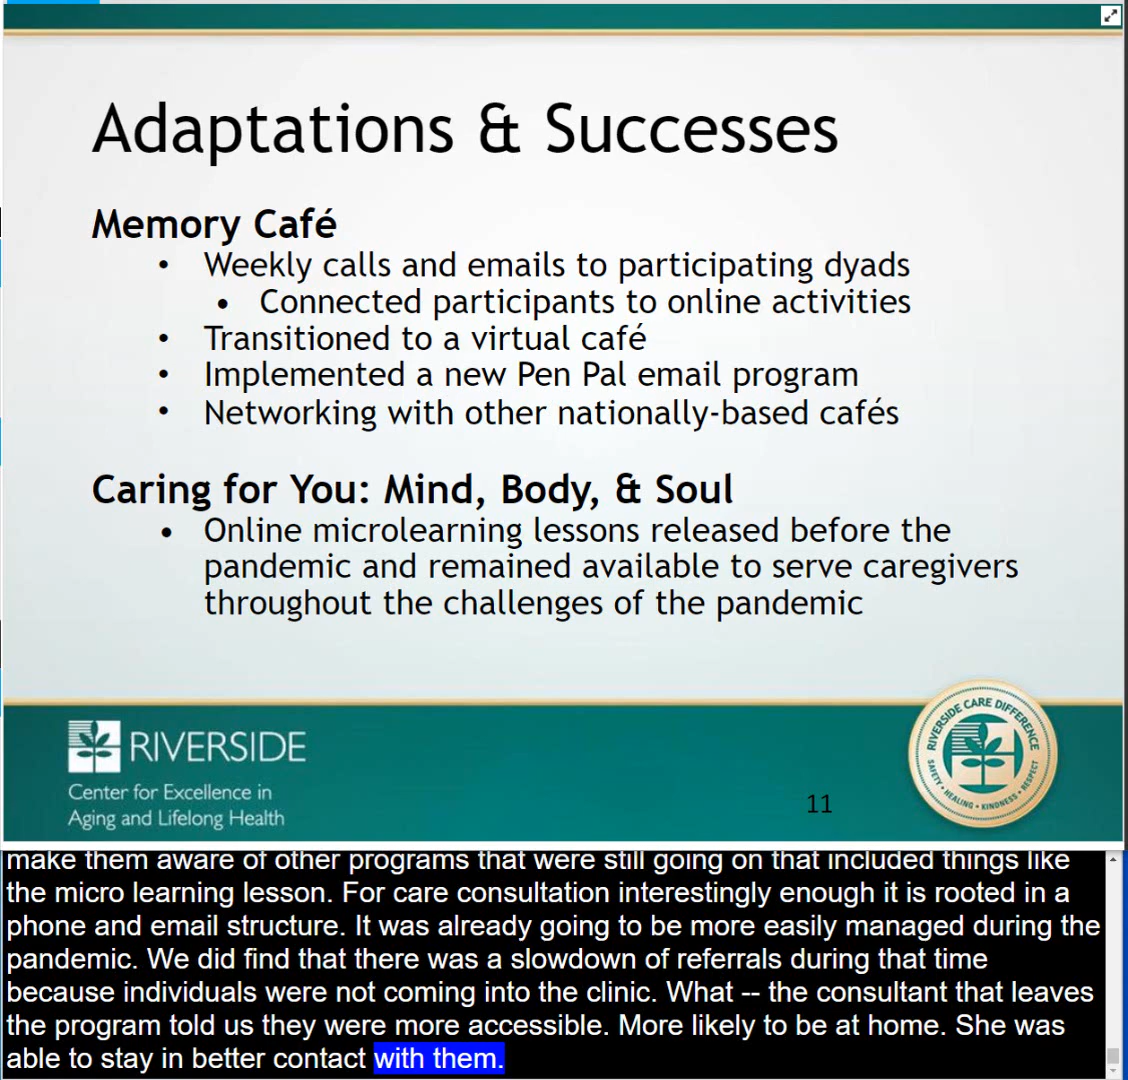 Adaptations & Successes
Memory Café
• Weekly calls and emails to participating dyads
• Connected participants to online activities
• Transitioned to a virtual café
• Implemented a new Pen Pal email program
• Networking with other nationally-based cafés
Caring for You: Mind, Body, & Soul
• Online microlearning lessons released before the
pandemic and remained available to serve caregivers
throughout the challenges of the pandemic
RIVERSIDE
Center for Excellence in
Aging and Lifelong Health
11
RIVERSIDE CARE DIFFERENCE
SAFETY • HEALING • KINDNESS • RESPECT
make them aware of other programs that were still going on that included things like
the micro learning lesson. For care consultation interestingly enough it is rooted in a
phone and email structure. It was already going to be more easily managed during the
pandemic. We did find that there was a slowdown of referrals during that time
because individuals were not coming into the clinic. What -- the consultant that leaves
the program told us they were more accessible. More likely to be at home. She was
able to stay in better contact with them.